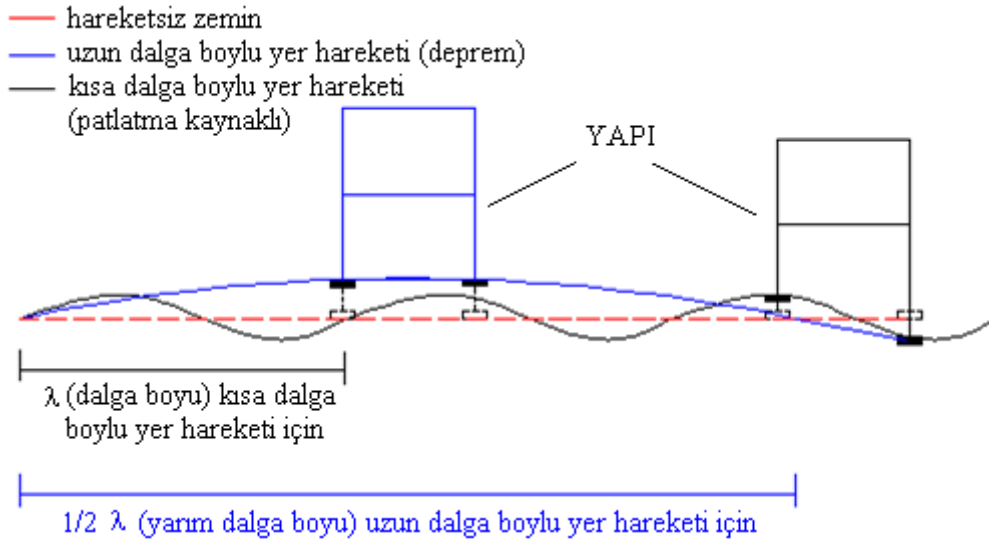 hareketsiz zemin
uzun dalga boylu yer hareketi (deprem)
kısa dalga boylu yer hareketi
(patlatma kaynaklı)
YAPI
λ (dalga boyu) kısa dalga
boylu yer hareketi için
1/2 λ (yarım dalga boyu) uzun dalga boylu yer hareketi için